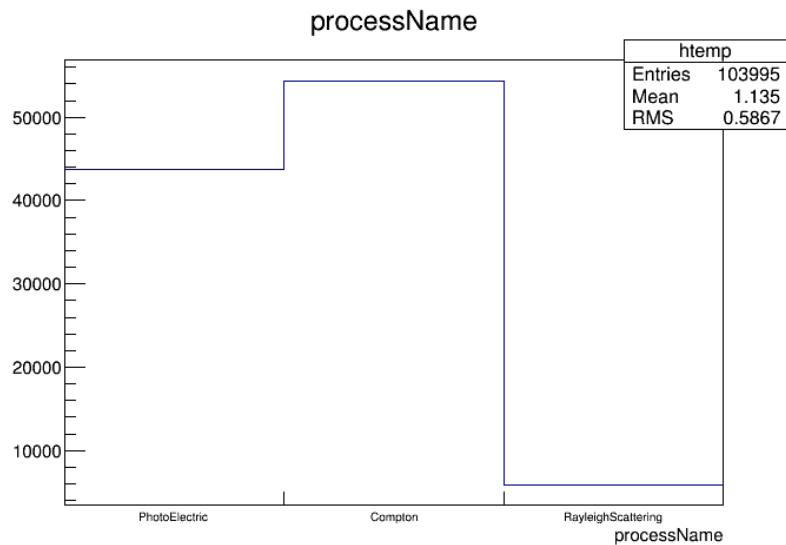 processName
htemp
Entries 103995
Mean 1.135
RMS 0.5867
50000
40000
30000
20000
10000
PhotoElectric Compton RayleighScattering
processName